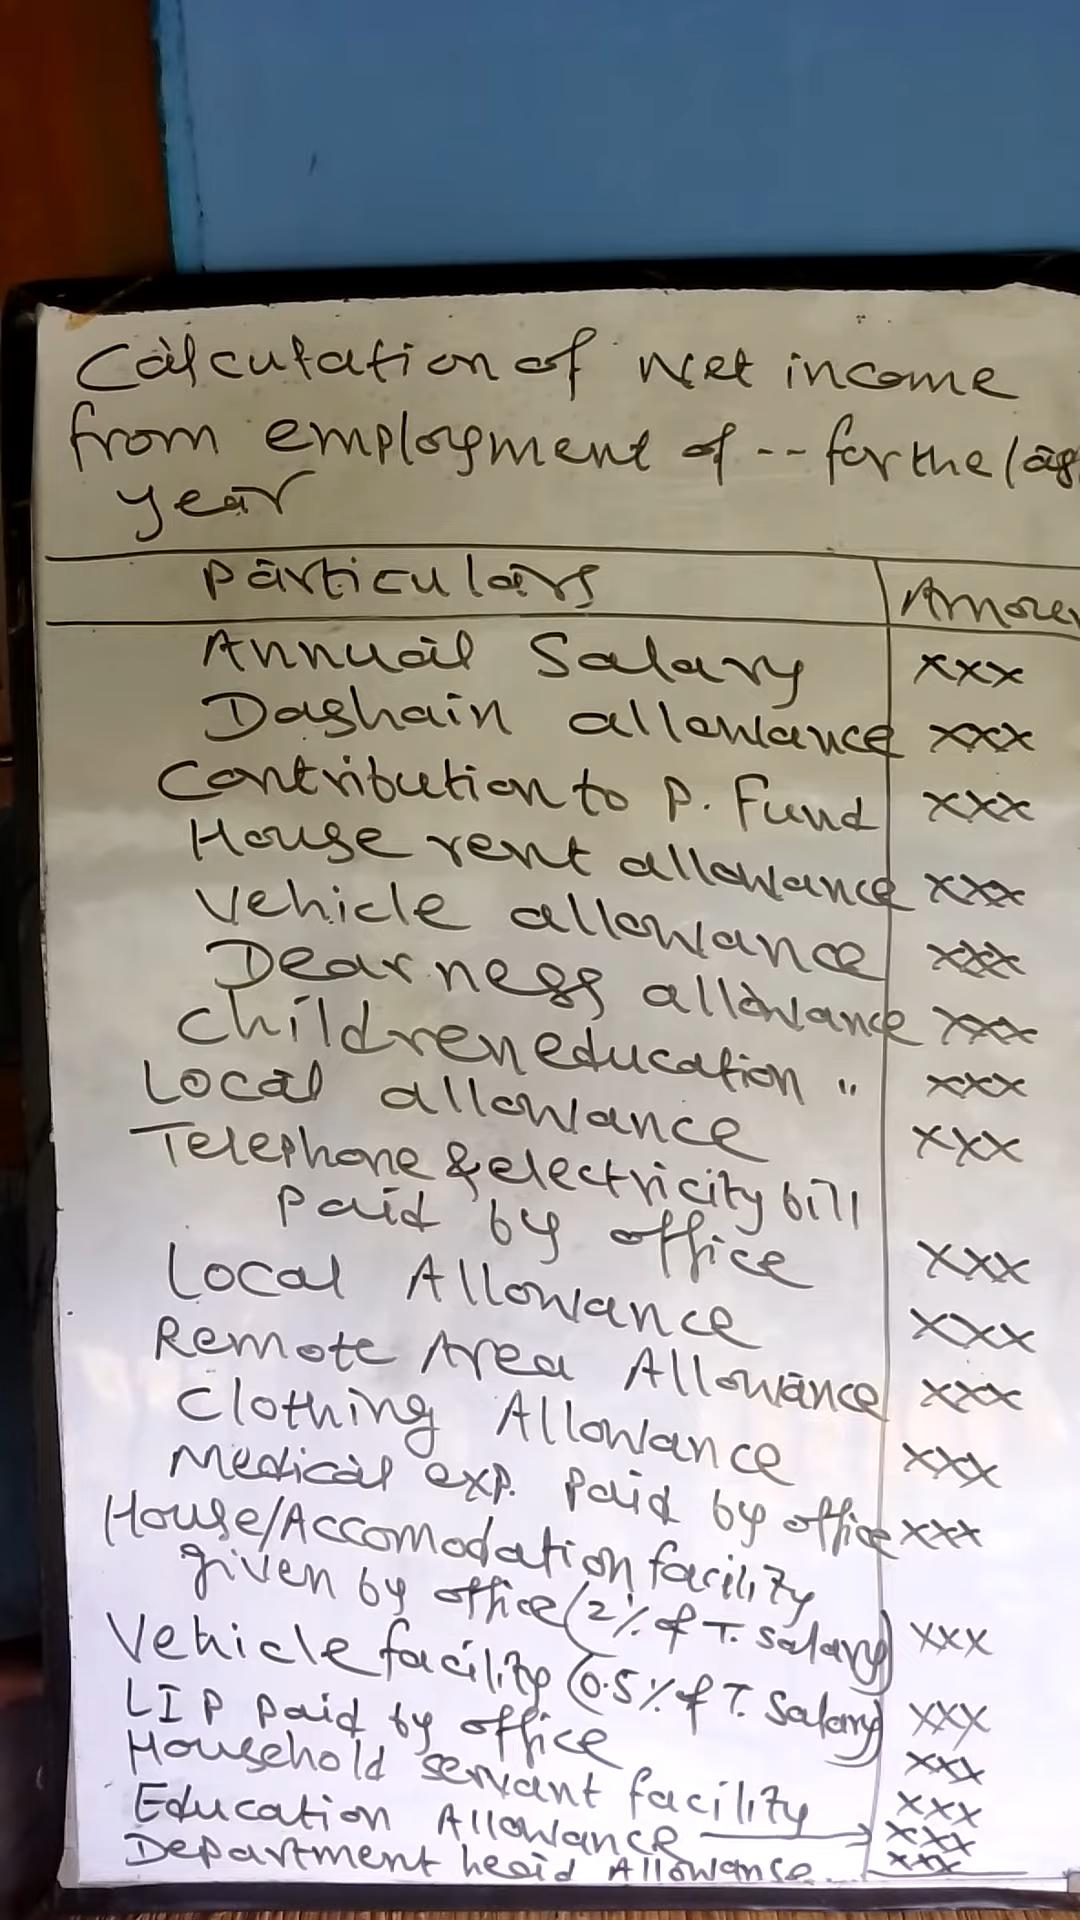 Calculation of Net income
from employment of -- for the
year
Particulars Amoun
Annual Salary xxx
Dashain allowance xxx
Contribution to P. Fund xxx
House rent allowance xxx
Vehicle allowance xxx
Dearness allowance xxx
Children education " xxx
Local allowance xxx
Telephone & electricity bill
paid by office xxx
Local Allowance xxx
Remote Area Allowance xxx
Clothing Allowance xxx
Medical exp. paid by office xxx
House/Accomodation facility
given by office (2% of T. salary) xxx
Vehicle facility (0.5% of T. Salary) xxx
LIP paid by office xxx
Household servant facility xxx
Education Allowance xxx
Department head Allowanse xxx